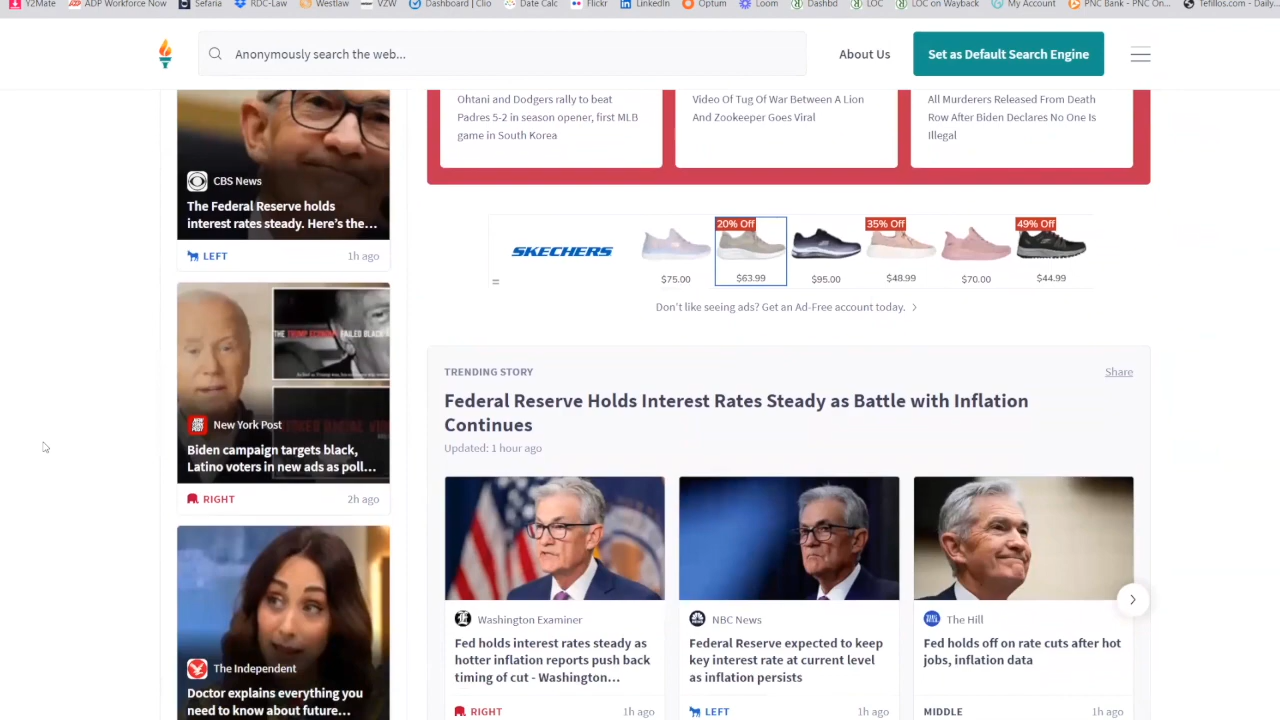 Y2Mate
ADP Workforce Now
Sefaria
RDC-Law
Westlaw
VZW
Dashboard | Clio
Date Calc
Flickr
LinkedIn
Optum
Loom
Dashbd
LOC
LOC on Wayback
My Account
PNC Bank - PNC On...
Tefillos.com - Daily...
Anonymously search the web...
About Us
Set as Default Search Engine
CBS News
The Federal Reserve holds
interest rates steady. Here's the...
LEFT
1h ago
New York Post
Biden campaign targets black,
Latino voters in new ads as poll...
RIGHT
2h ago
The Independent
Doctor explains everything you
need to know about future...
Ohtani and Dodgers rally to beat
Padres 5-2 in season opener, first MLB
game in South Korea
Video Of Tug Of War Between A Lion
And Zookeeper Goes Viral
All Murderers Released From Death
Row After Biden Declares No One Is
Illegal
SKECHERS
$75.00
20% Off
$63.99
$95.00
35% Off
$48.99
$70.00
49% Off
$44.99
Don't like seeing ads? Get an Ad-Free account today.
TRENDING STORY
Share
Federal Reserve Holds Interest Rates Steady as Battle with Inflation
Continues
Updated: 1 hour ago
Washington Examiner
Fed holds interest rates steady as
hotter inflation reports push back
timing of cut - Washington...
RIGHT
1h ago
NBC News
Federal Reserve expected to keep
key interest rate at current level
as inflation persists
LEFT
1h ago
The Hill
Fed holds off on rate cuts after hot
jobs, inflation data
MIDDLE
1h ago